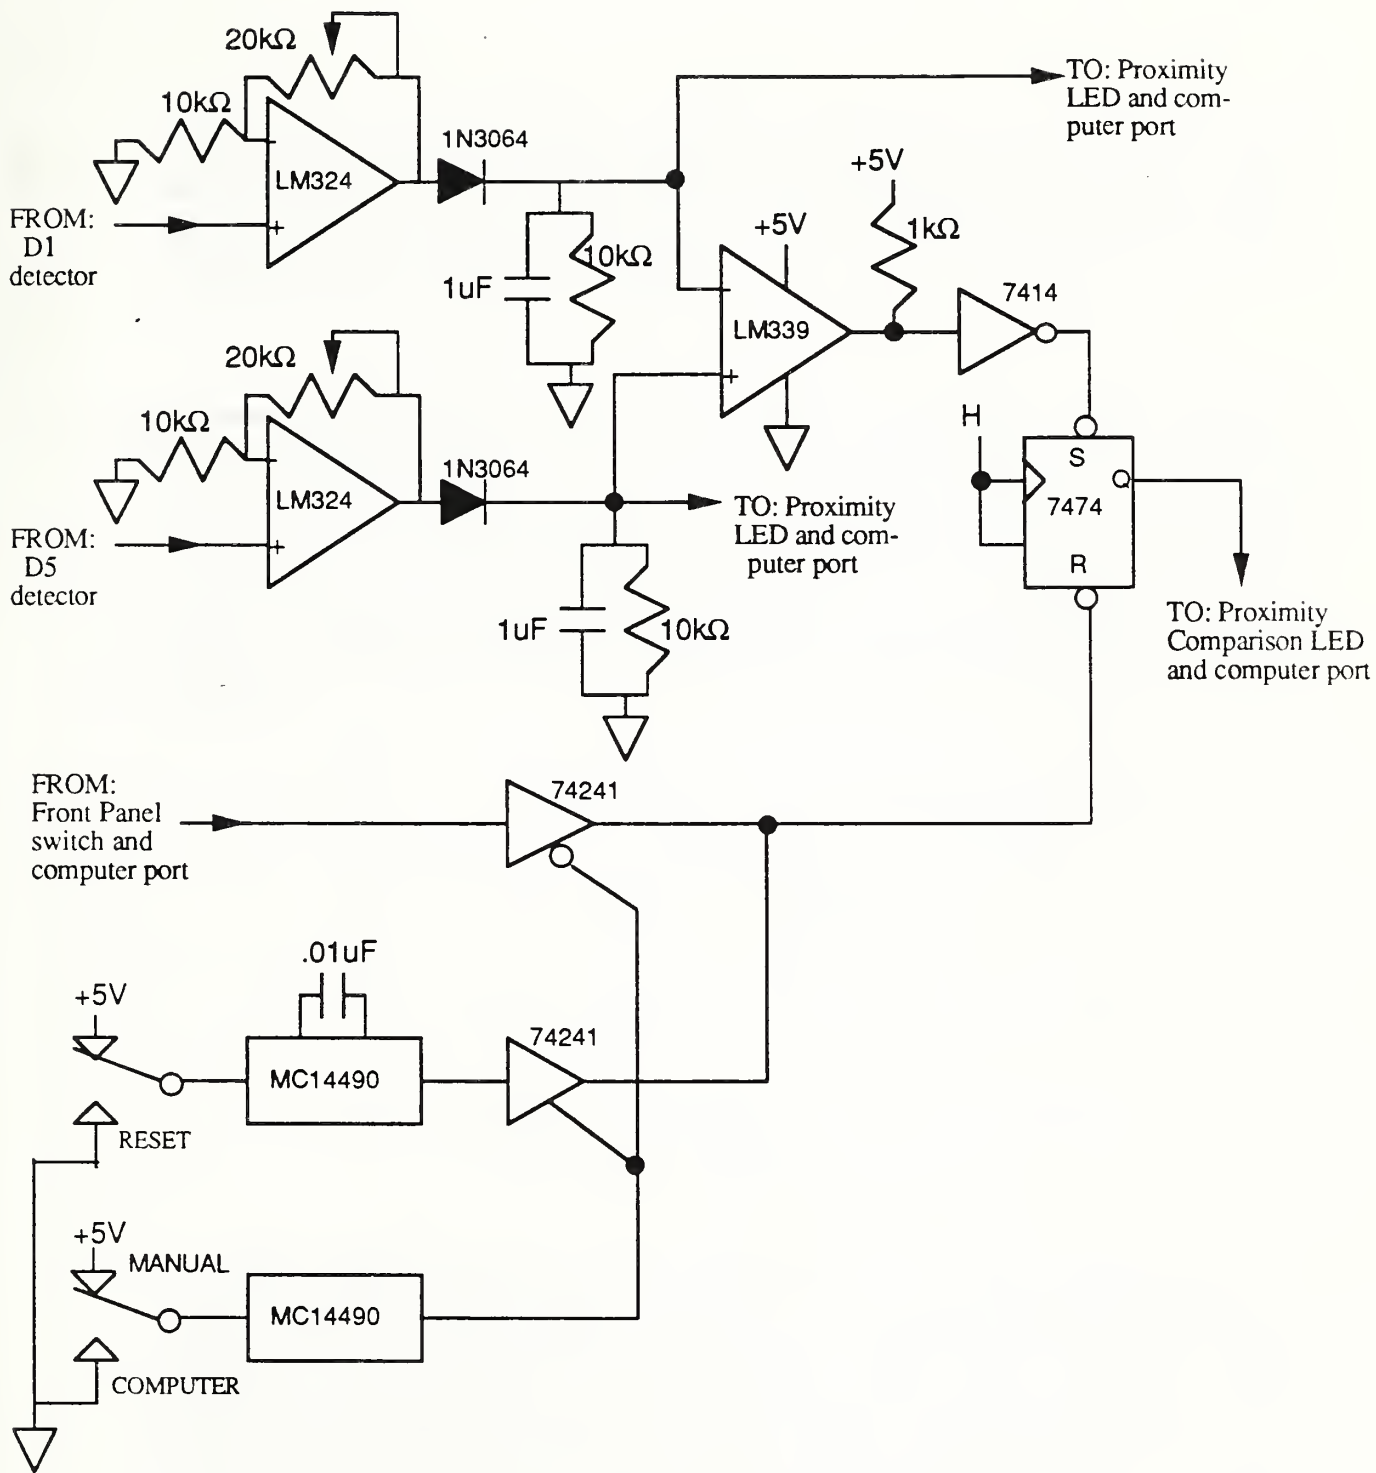 20kΩ
10kΩ
LM324
-
+
FROM:
D1
detector
1N3064
TO: Proximity
LED and com-
puter port
1uF
10kΩ
+5V
-
LM339
+
+5V
1kΩ
7414
20kΩ
10kΩ
LM324
-
+
FROM:
D5
detector
1N3064
TO: Proximity
LED and com-
puter port
1uF
10kΩ
H
S
Q
7474
R
TO: Proximity
Comparison LED
and computer port
FROM:
Front Panel
switch and
computer port
74241
.01uF
+5V
MC14490
74241
RESET
+5V
MANUAL
MC14490
COMPUTER